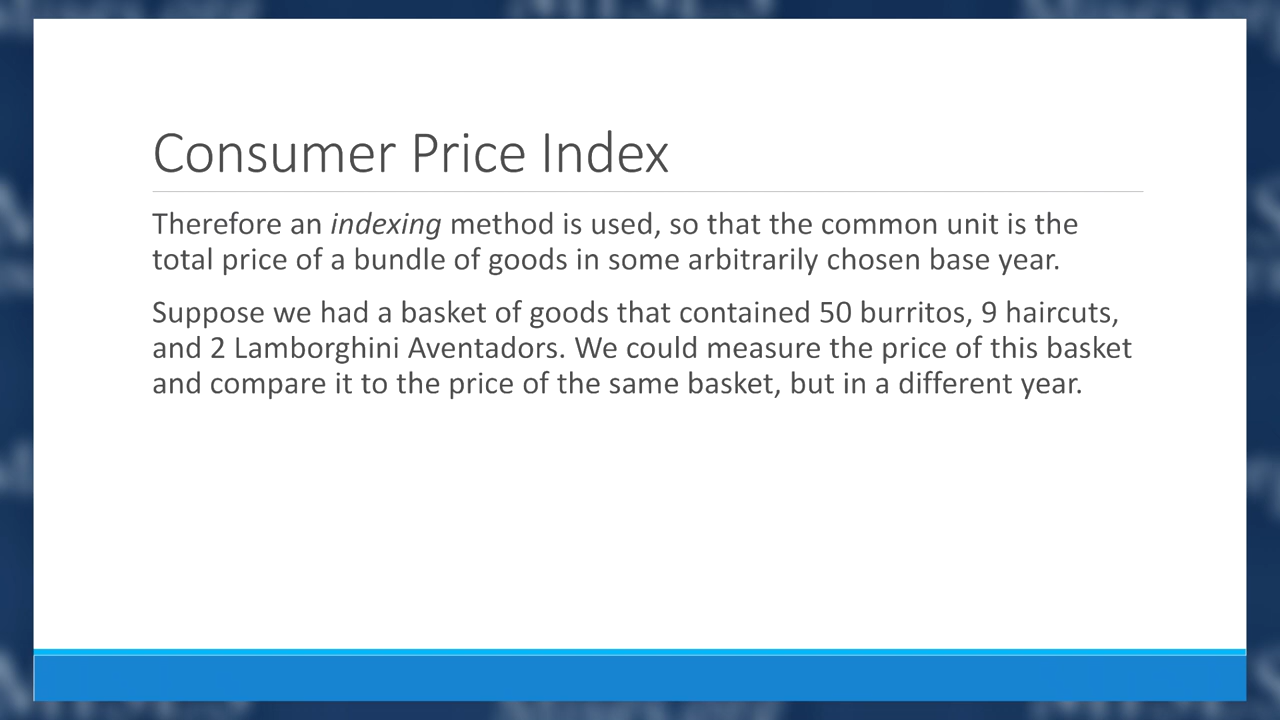 Consumer Price Index
Therefore an indexing method is used, so that the common unit is the
total price of a bundle of goods in some arbitrarily chosen base year.
Suppose we had a basket of goods that contained 50 burritos, 9 haircuts,
and 2 Lamborghini Aventadors. We could measure the price of this basket
and compare it to the price of the same basket, but in a different year.